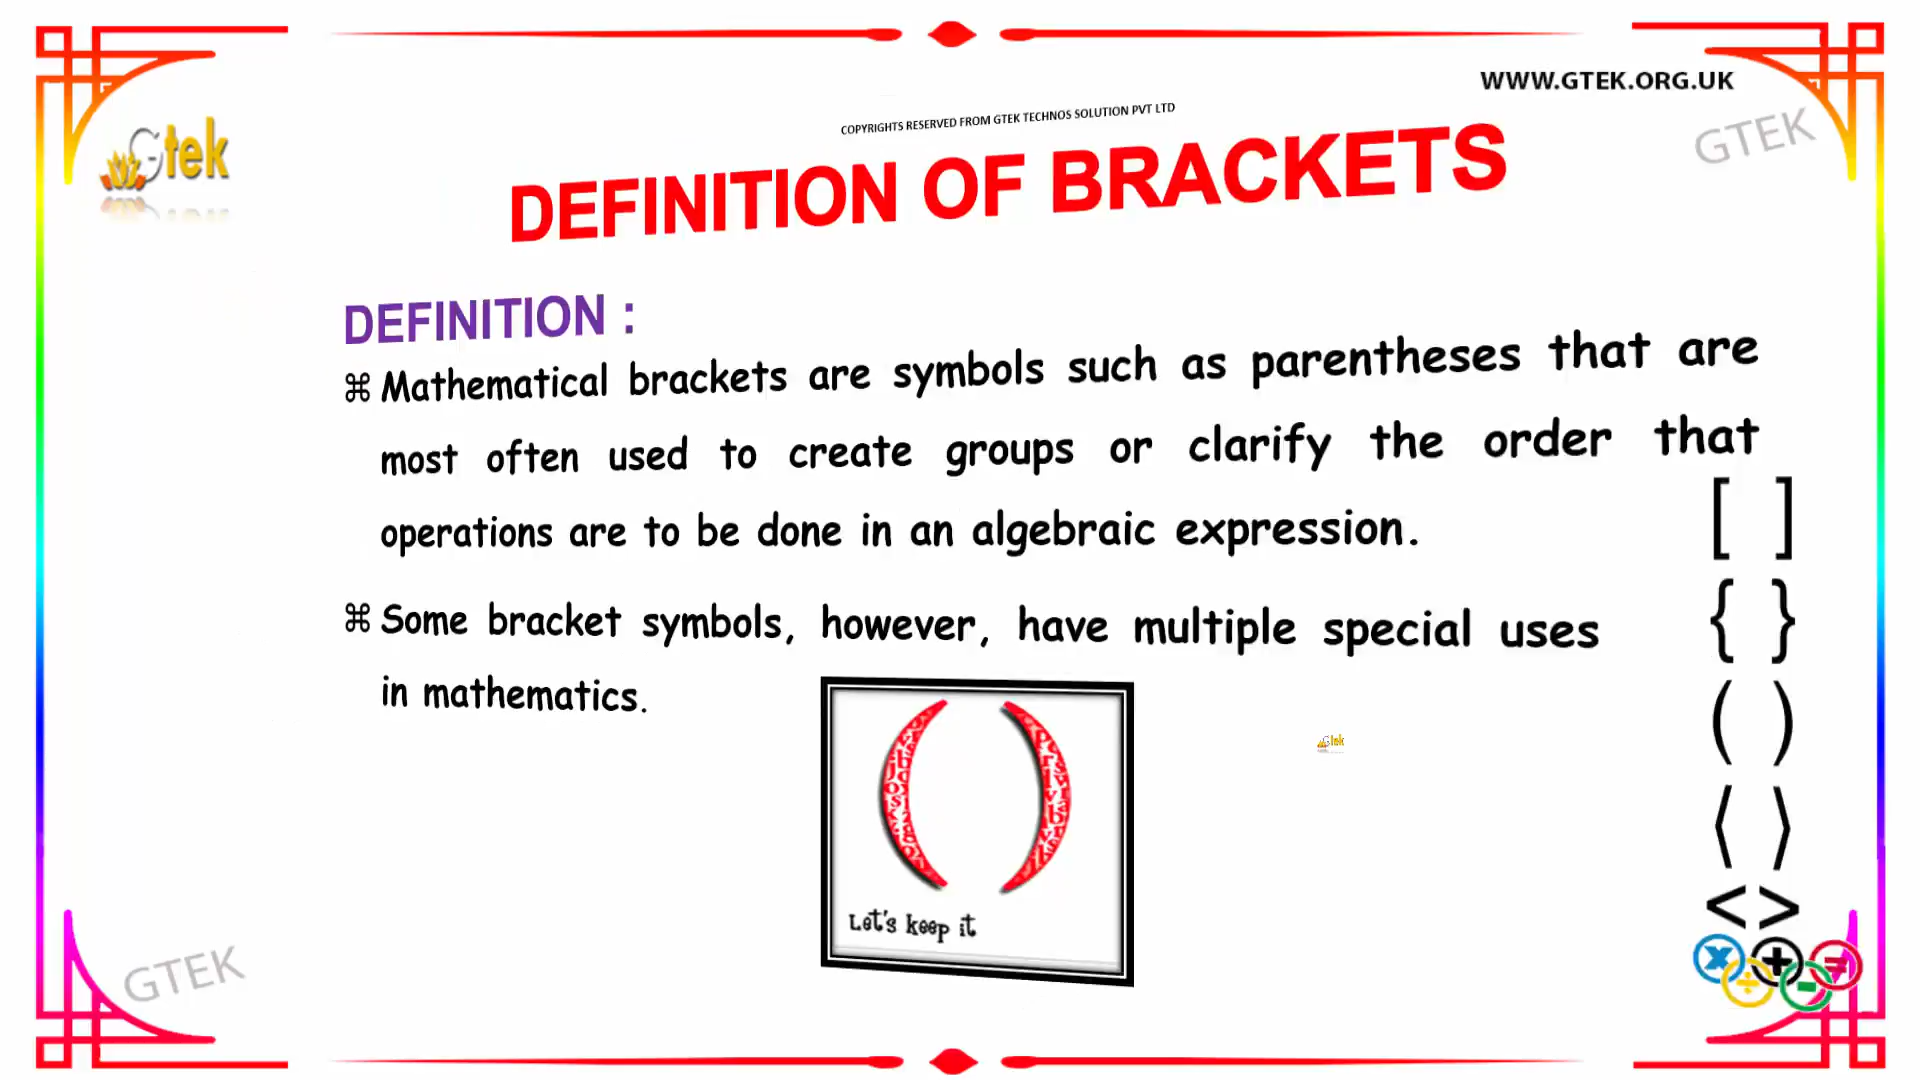 WWW.GTEK.ORG.UK
COPYRIGHTS RESERVED FROM GTEK TECHNOS SOLUTION PVT LTD
GTEK
Gtek
DEFINITION OF BRACKETS
DEFINITION :
⌘ Mathematical brackets are symbols such as parentheses that are
most often used to create groups or clarify the order that
operations are to be done in an algebraic expression.
⌘ Some bracket symbols, however, have multiple special uses
in mathematics.
[ ]
{ }
( )
⟨ ⟩
< >
( )
Let's keep it
Gtek
GTEK
× + =
÷ -